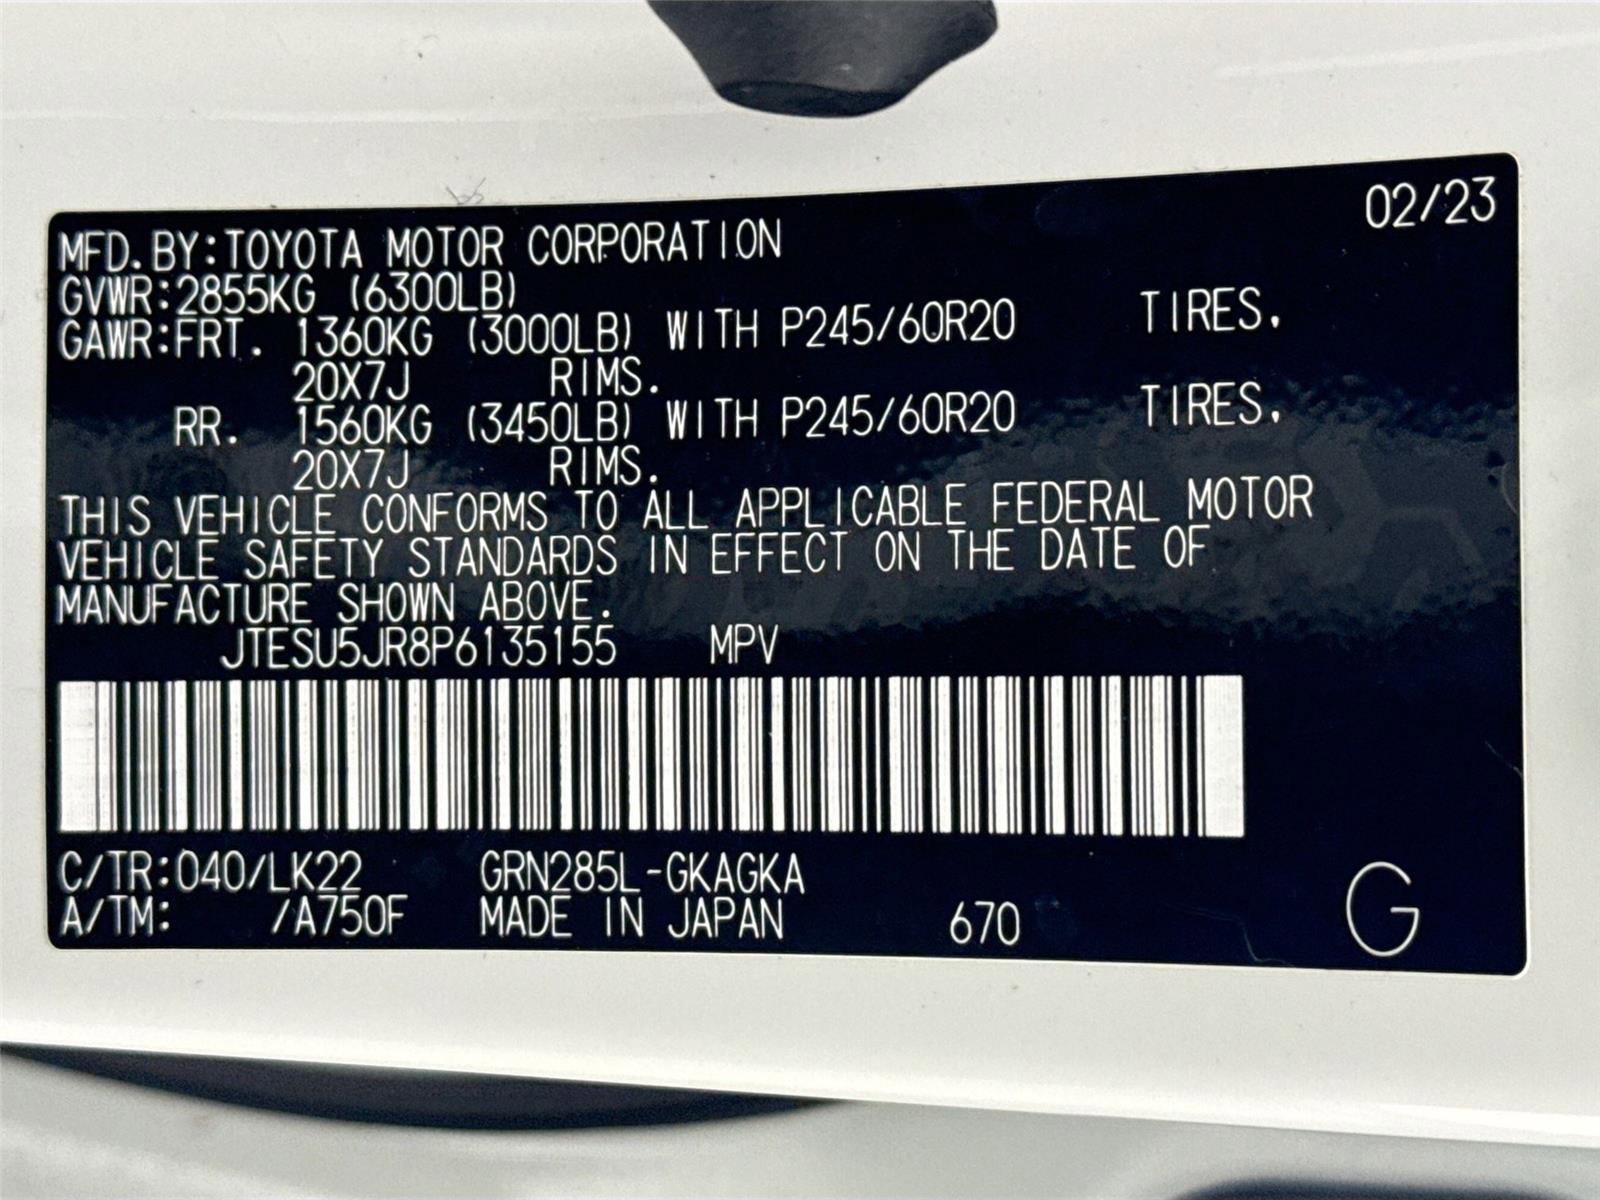 02/23
MFD.BY:TOYOTA MOTOR CORPORATION
GVWR:2855KG (6300LB)
GAWR:FRT. 1360KG (3000LB) WITH P245/60R20 TIRES.
20X7J RIMS.
RR. 1560KG (3450LB) WITH P245/60R20 TIRES.
20X7J RIMS.
THIS VEHICLE CONFORMS TO ALL APPLICABLE FEDERAL MOTOR
VEHICLE SAFETY STANDARDS IN EFFECT ON THE DATE OF
MANUFACTURE SHOWN ABOVE.
JTESU5JR8P6135155 MPV
C/TR:040/LK22 GRN285L-GKAGKA
A/TM: /A750F MADE IN JAPAN 670 G